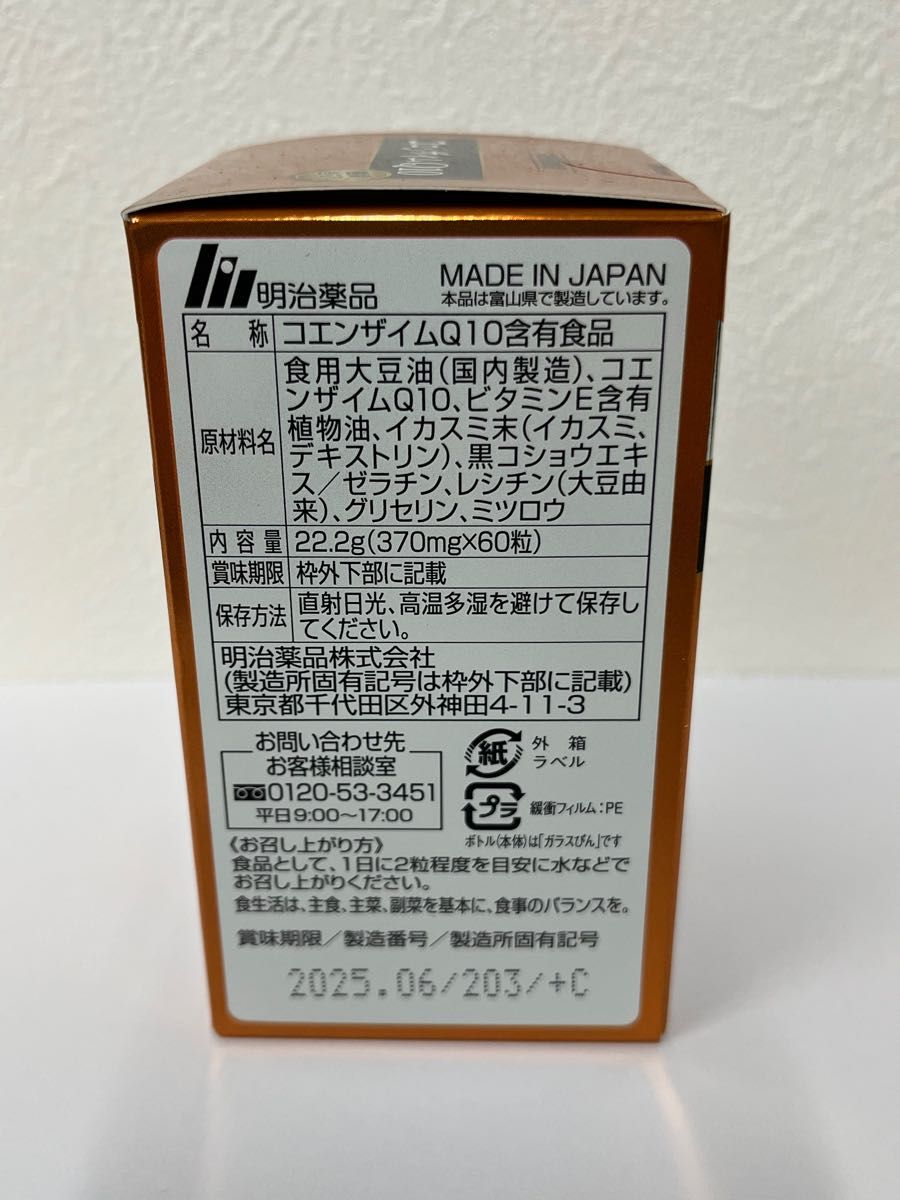 明治薬品
MADE IN JAPAN
本品は富山県で製造しています。
名称 コエンザイムQ10含有食品
原材料名
食用大豆油(国内製造)、コエ
ンザイムQ10、ビタミンE含有
植物油、イカスミ末(イカスミ、
デキストリン)、黒コショウエキ
ス/ゼラチン、レシチン(大豆由
来)、グリセリン、ミツロウ
内容量 22.2g(370mg×60粒)
賞味期限 枠外下部に記載
保存方法
直射日光、高温多湿を避けて保存し
てください。
明治薬品株式会社
(製造所固有記号は枠外下部に記載)
東京都千代田区外神田4-11-3
お問い合わせ先
お客様相談室
0120-53-3451
平日9:00〜17:00
紙
外箱
ラベル
プラ
緩衝フィルム:PE
ボトル(本体)は「ガラスびん」です
《お召し上がり方》
食品として、1日に2粒程度を目安に水などで
お召し上がりください。
食生活は、主食、主菜、副菜を基本に、食事のバランスを。
賞味期限/製造番号/製造所固有記号
2025.06/203/+C